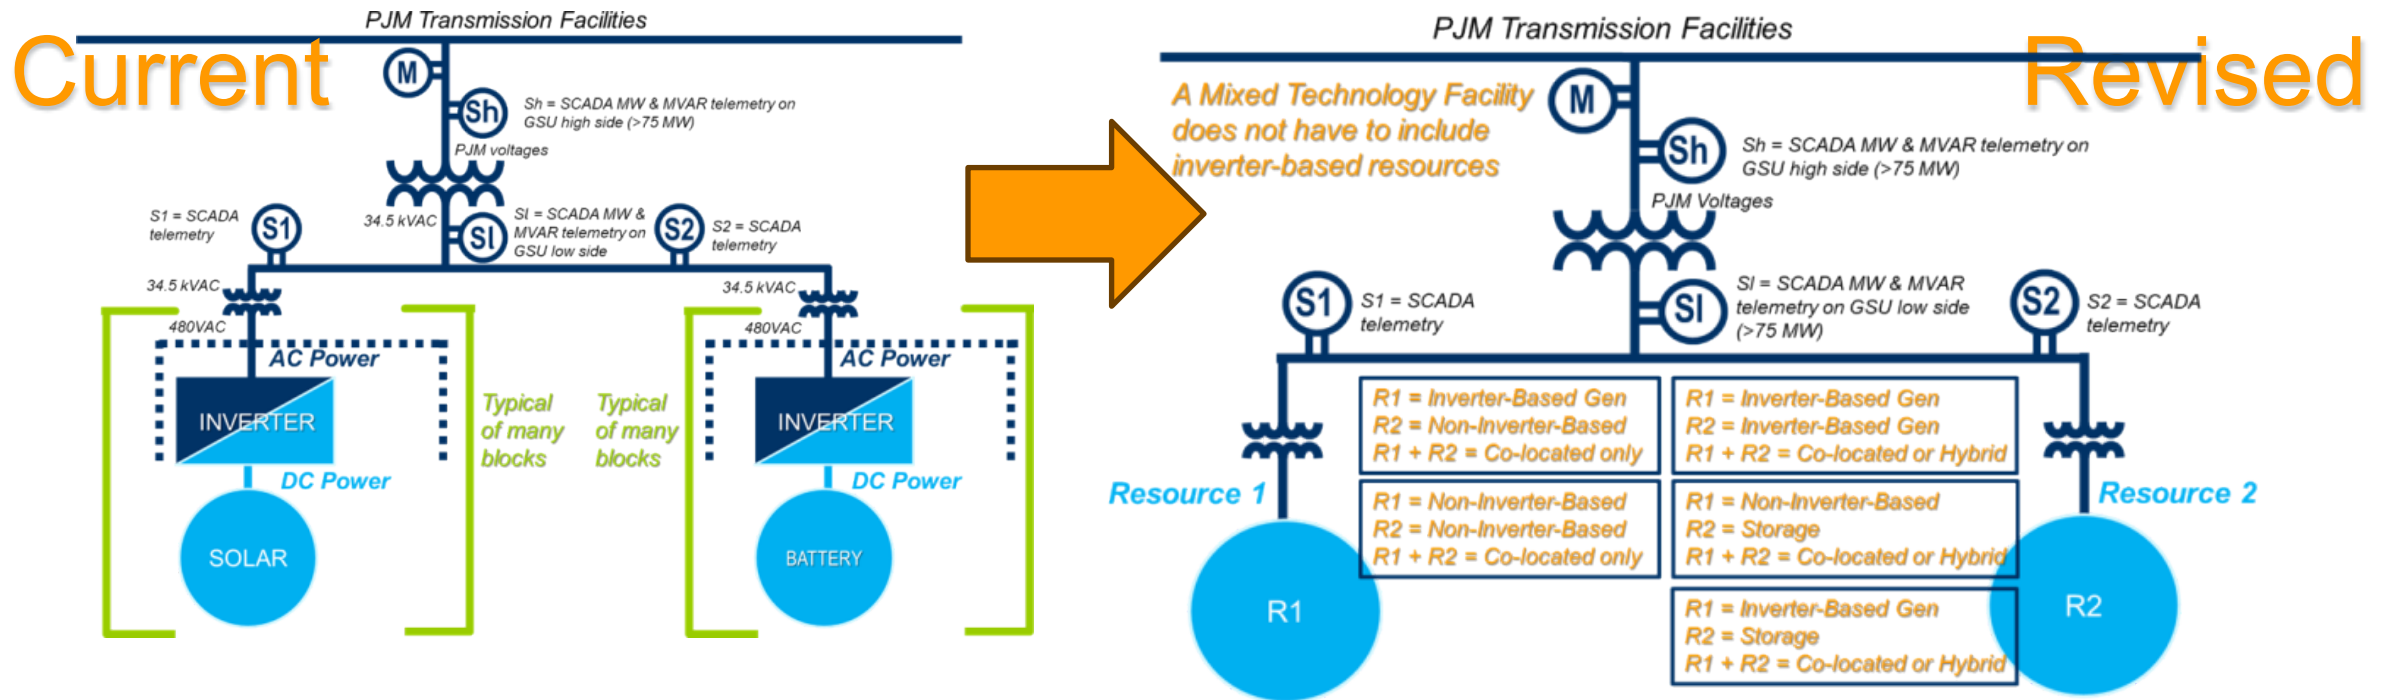 Current
PJM Transmission Facilities
M
Sh
Sh = SCADA MW & MVAR telemetry on
GSU high side (>75 MW)
PJM voltages
34.5 kVAC
Sl
Sl = SCADA MW &
MVAR telemetry on
GSU low side
S1 = SCADA
telemetry
S1
S2
S2 = SCADA
telemetry
34.5 kVAC
480VAC
AC Power
INVERTER
DC Power
SOLAR
Typical
of many
blocks
34.5 kVAC
480VAC
AC Power
INVERTER
DC Power
BATTERY
Typical
of many
blocks
Revised
PJM Transmission Facilities
A Mixed Technology Facility
does not have to include
inverter-based resources
M
Sh
Sh = SCADA MW & MVAR telemetry on
GSU high side (>75 MW)
PJM Voltages
Sl
Sl = SCADA MW & MVAR
telemetry on GSU low side
(>75 MW)
S1
S1 = SCADA
telemetry
S2
S2 = SCADA
telemetry
R1 = Inverter-Based Gen
R2 = Non-Inverter-Based
R1 + R2 = Co-located only
R1 = Inverter-Based Gen
R2 = Inverter-Based Gen
R1 + R2 = Co-located or Hybrid
R1 = Non-Inverter-Based
R2 = Non-Inverter-Based
R1 + R2 = Co-located only
R1 = Non-Inverter-Based
R2 = Storage
R1 + R2 = Co-located or Hybrid
R1 = Inverter-Based Gen
R2 = Storage
R1 + R2 = Co-located or Hybrid
Resource 1
R1
Resource 2
R2